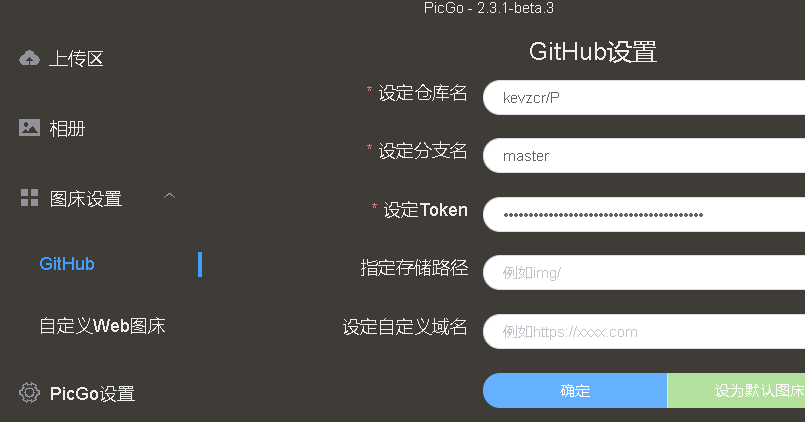 PicGo - 2.3.1-beta.3
上传区
相册
图床设置
GitHub
自定义Web图床
PicGo设置
GitHub设置
* 设定仓库名
kevzcr/P
* 设定分支名
master
* 设定Token
指定存储路径
例如img/
设定自定义域名
例如https://xxxx.com
确定
设为默认图床